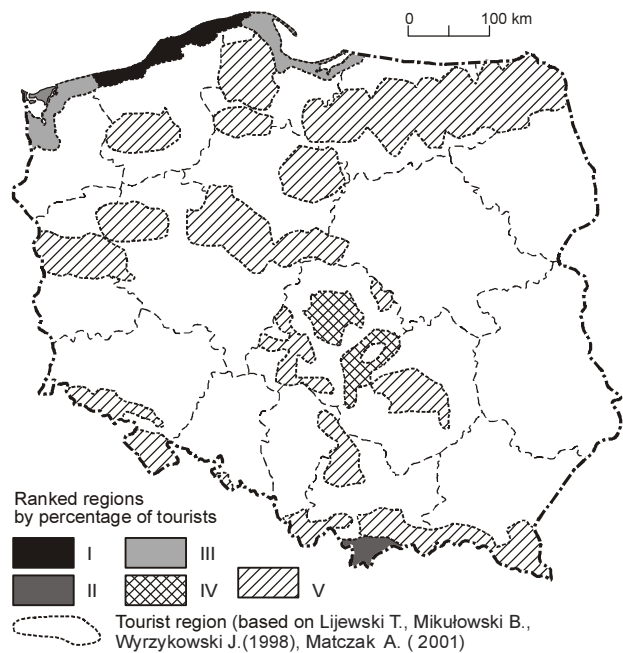 0 100 km
Ranked regions
by percentage of tourists
I III
II IV V
Tourist region (based on Lijewski T., Mikułowski B.,
Wyrzykowski J.(1998), Matczak A. ( 2001)